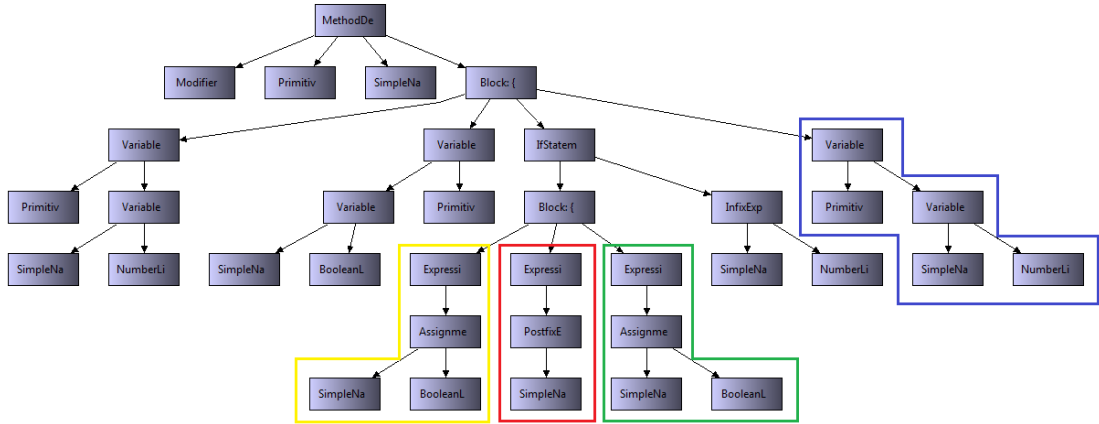 MethodDe
Modifier
Primitiv
SimpleNa
Block: {
Variable
Variable
IfStatem
Variable
Primitiv
Variable
Variable
Primitiv
Block: {
InfixExp
Primitiv
Variable
SimpleNa
NumberLi
SimpleNa
BooleanL
Expressi
Expressi
Expressi
SimpleNa
NumberLi
SimpleNa
NumberLi
Assignme
PostfixE
Assignme
SimpleNa
BooleanL
SimpleNa
SimpleNa
BooleanL